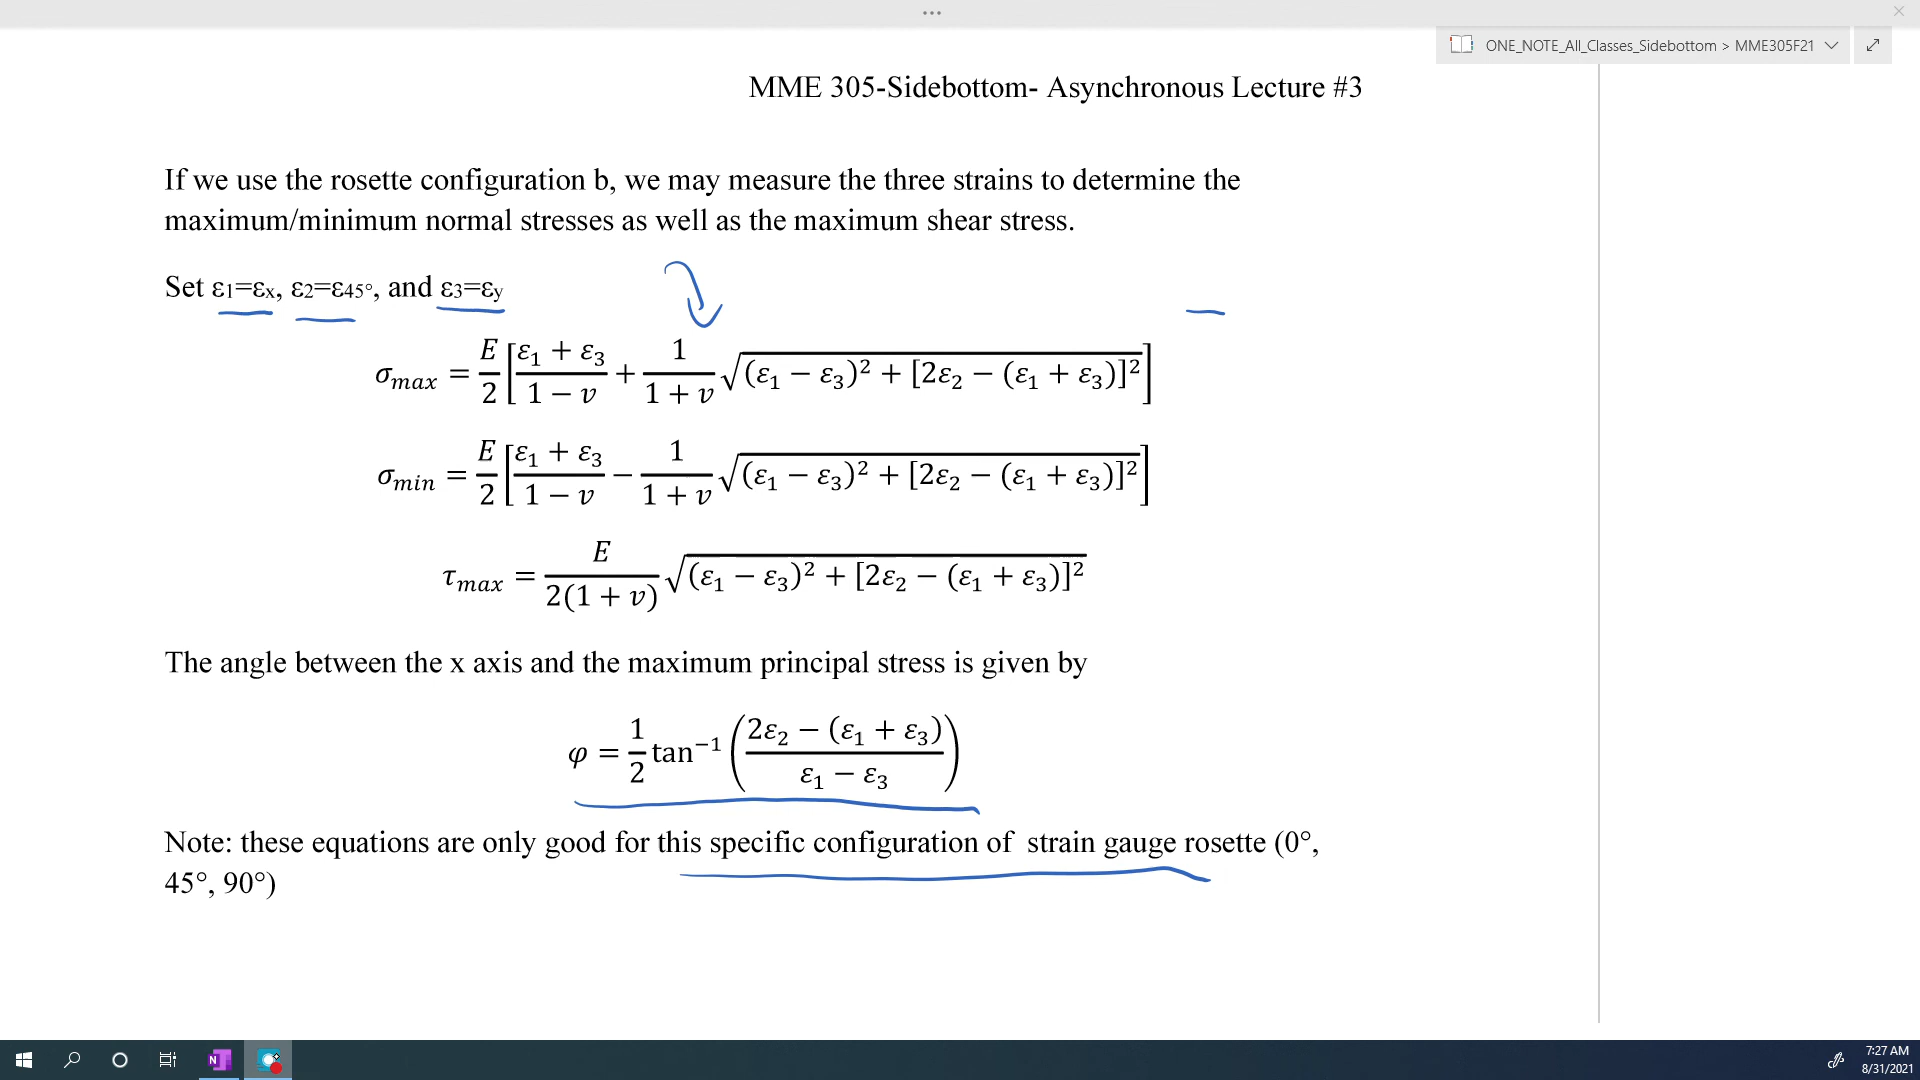 ONE_NOTE_All_Classes_Sidebottom > MME305F21
MME 305-Sidebottom- Asynchronous Lecture #3
If we use the rosette configuration b, we may measure the three strains to determine the
maximum/minimum normal stresses as well as the maximum shear stress.
Set ε₁=εₓ, ε₂=ε₄₅°, and ε₃=εᵧ
σ_max = E/2 [(ε₁ + ε₃)/(1 − ν) + 1/(1 + ν) √((ε₁ − ε₃)² + [2ε₂ − (ε₁ + ε₃)]²)]
σ_min = E/2 [(ε₁ + ε₃)/(1 − ν) − 1/(1 + ν) √((ε₁ − ε₃)² + [2ε₂ − (ε₁ + ε₃)]²)]
τ_max = E/(2(1 + ν)) √((ε₁ − ε₃)² + [2ε₂ − (ε₁ + ε₃)]²)
The angle between the x axis and the maximum principal stress is given by
φ = 1/2 tan⁻¹((2ε₂ − (ε₁ + ε₃))/(ε₁ − ε₃))
Note: these equations are only good for this specific configuration of strain gauge rosette (0°,
45°, 90°)
N
7:27 AM
8/31/2021